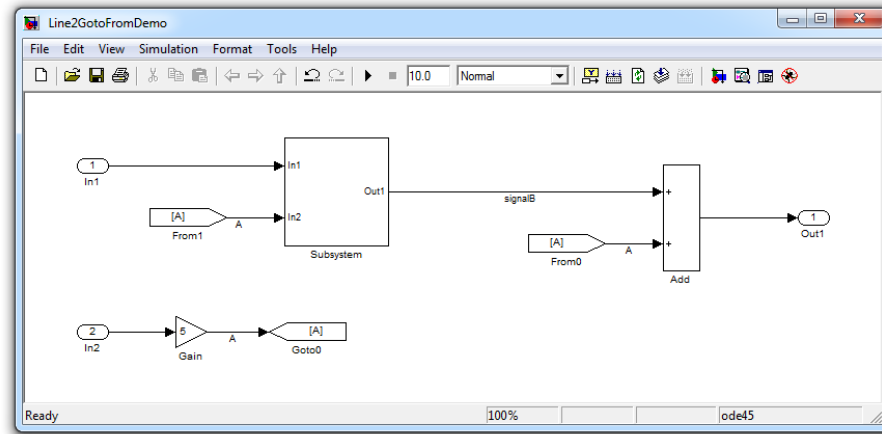 Line2GotoFromDemo
File Edit View Simulation Format Tools Help
10.0 Normal
1
In1
In1
Out1
In2
Subsystem
[A]
From1
A
signalB
+
+
Add
[A]
From0
A
1
Out1
2
In2
5
Gain
A
[A]
Goto0
Ready 100% ode45